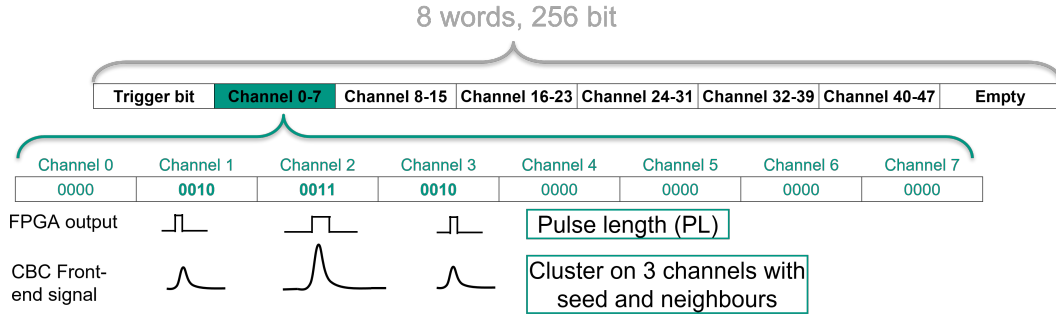 8 words, 256 bit
Trigger bit Channel 0-7 Channel 8-15 Channel 16-23 Channel 24-31 Channel 32-39 Channel 40-47 Empty
Channel 0 Channel 1 Channel 2 Channel 3 Channel 4 Channel 5 Channel 6 Channel 7
0000 0010 0011 0010 0000 0000 0000 0000
FPGA output
Pulse length (PL)
CBC Front-
end signal
Cluster on 3 channels with
seed and neighbours